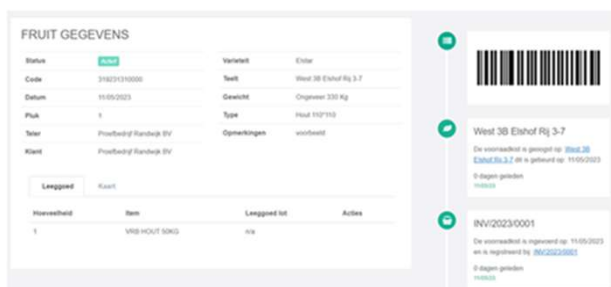 FRUIT GEGEVENS
Status Actief
Code 318231310000
Datum 11/05/2023
Pluk 1
Teler Proefbedrijf Randwijk BV
Klant Proefbedrijf Randwijk BV
Variëteit Elstar
Teelt West 3B Elshof Rij 3-7
Gewicht Ongeveer 330 Kg
Type Hout 110*110
Opmerkingen voorbeeld
Leeggoed Kaart
Hoeveelheid Item Leeggoed lot Acties
1 VRB HOUT 50KG n/a
West 3B Elshof Rij 3-7
De voorraadkist is geoogst op West 3B
Elshof Rij 3-7 dit is gebeurd op 11/05/2023
0 dagen geleden
INV/2023/0001
De voorraadkist is ingevoerd op 11/05/2023
en is registreerd bij INV/2023/0001
0 dagen geleden